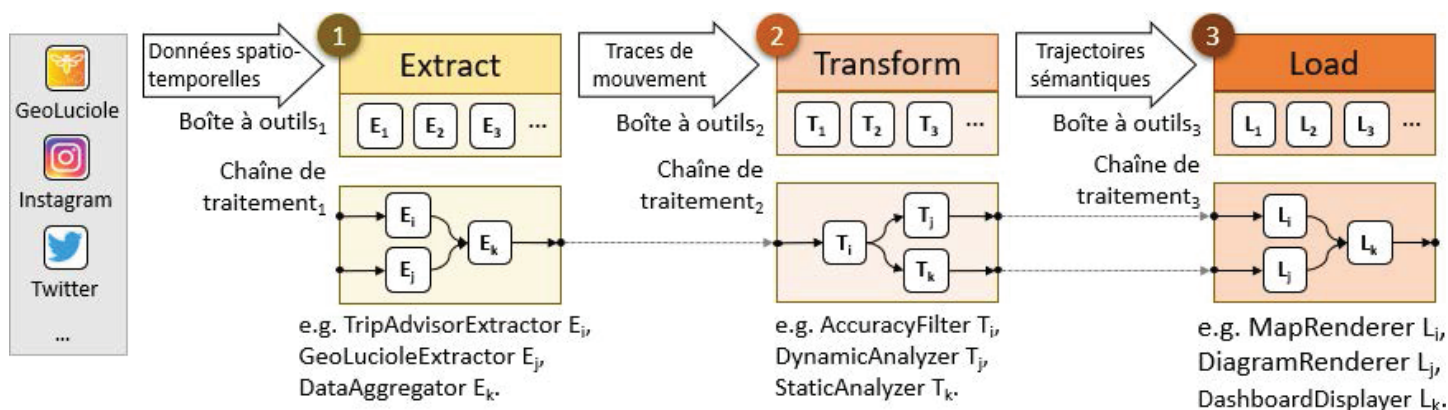 GeoLuciole
Instagram
Twitter
...
Données spatio-
temporelles
1
Extract
Boîte à outils₁
E₁ E₂ E₃ ...
Chaîne de
traitement₁
Eᵢ
Eⱼ
Eₖ
e.g. TripAdvisorExtractor Eᵢ,
GeoLucioleExtractor Eⱼ,
DataAggregator Eₖ.
Traces de
mouvement
2
Transform
Boîte à outils₂
T₁ T₂ T₃ ...
Chaîne de
traitement₂
Tᵢ
Tⱼ
Tₖ
e.g. AccuracyFilter Tᵢ,
DynamicAnalyzer Tⱼ,
StaticAnalyzer Tₖ.
Trajectoires
sémantiques
3
Load
Boîte à outils₃
L₁ L₂ L₃ ...
Chaîne de
traitement₃
Lᵢ
Lⱼ
Lₖ
e.g. MapRenderer Lᵢ,
DiagramRenderer Lⱼ,
DashboardDisplayer Lₖ.